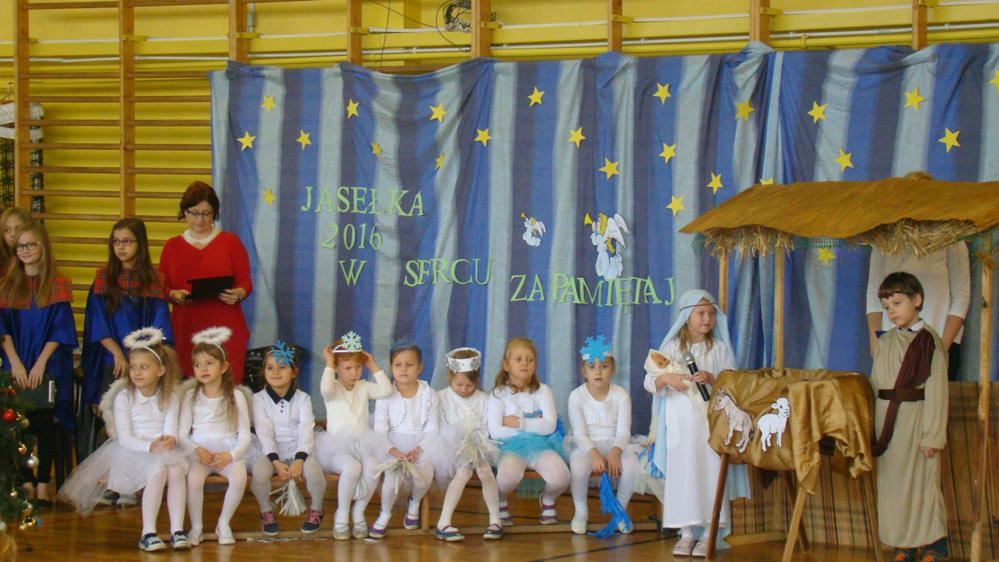 JASEŁKA
2016
W SERCU
ZAPAMIĘTAJ